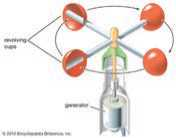 revolving
cups
generator
© 2010 Encyclopædia Britannica, Inc.